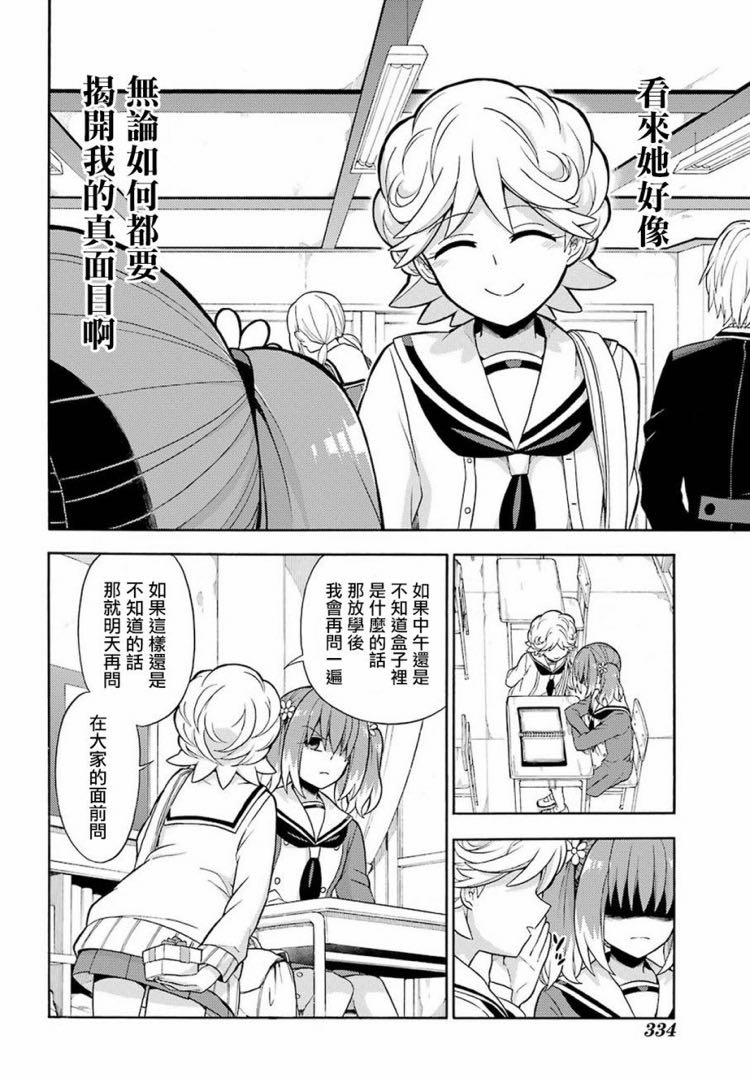 看來她好像
無論如何都要
揭開我的真面目啊
如果中午還是
不知道盒子裡
是什麼的話
那放學後
我會再問一遍
如果這樣還是
不知道的話
那就明天再問
在大家的面前問
334